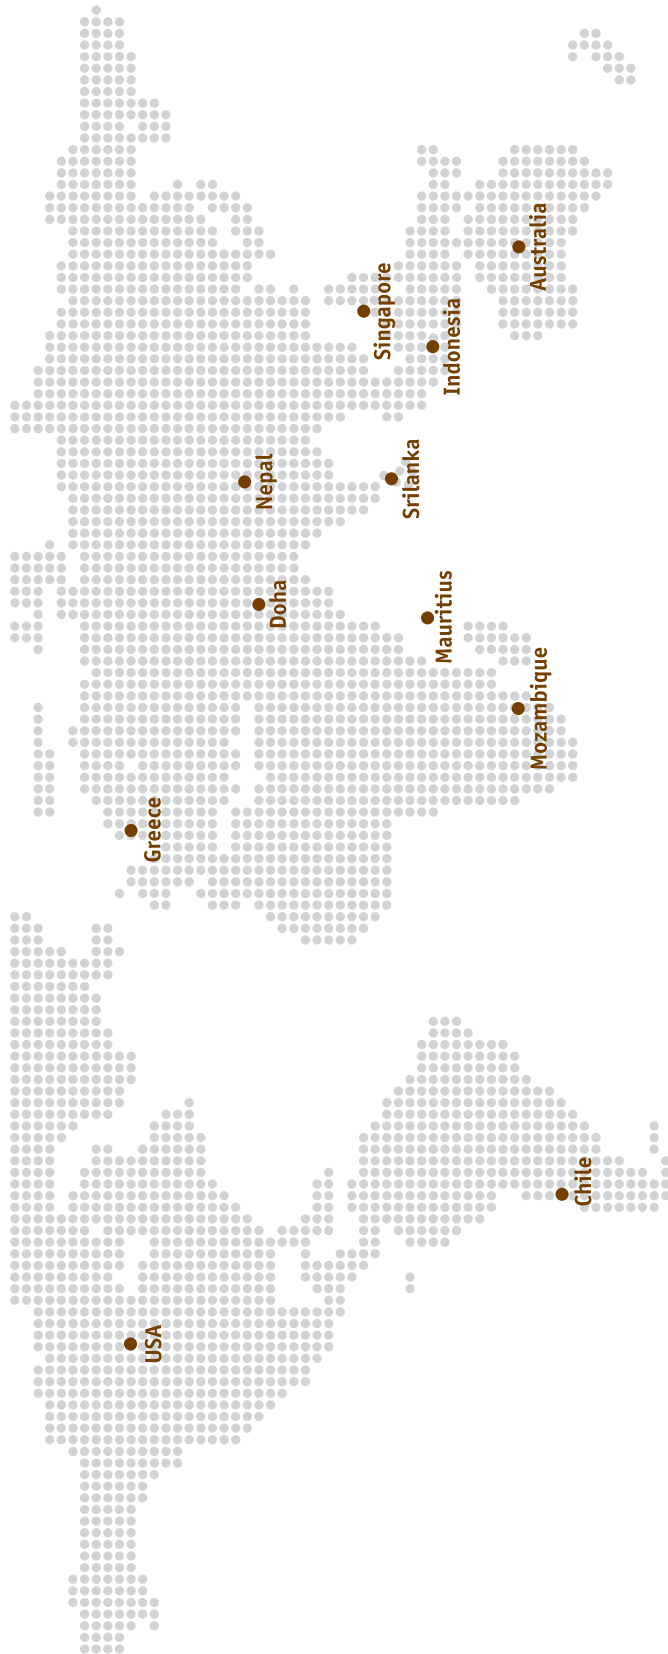 USA
Chile
Greece
Mozambique
Mauritius
Doha
Nepal
Srilanka
Indonesia
Singapore
Australia